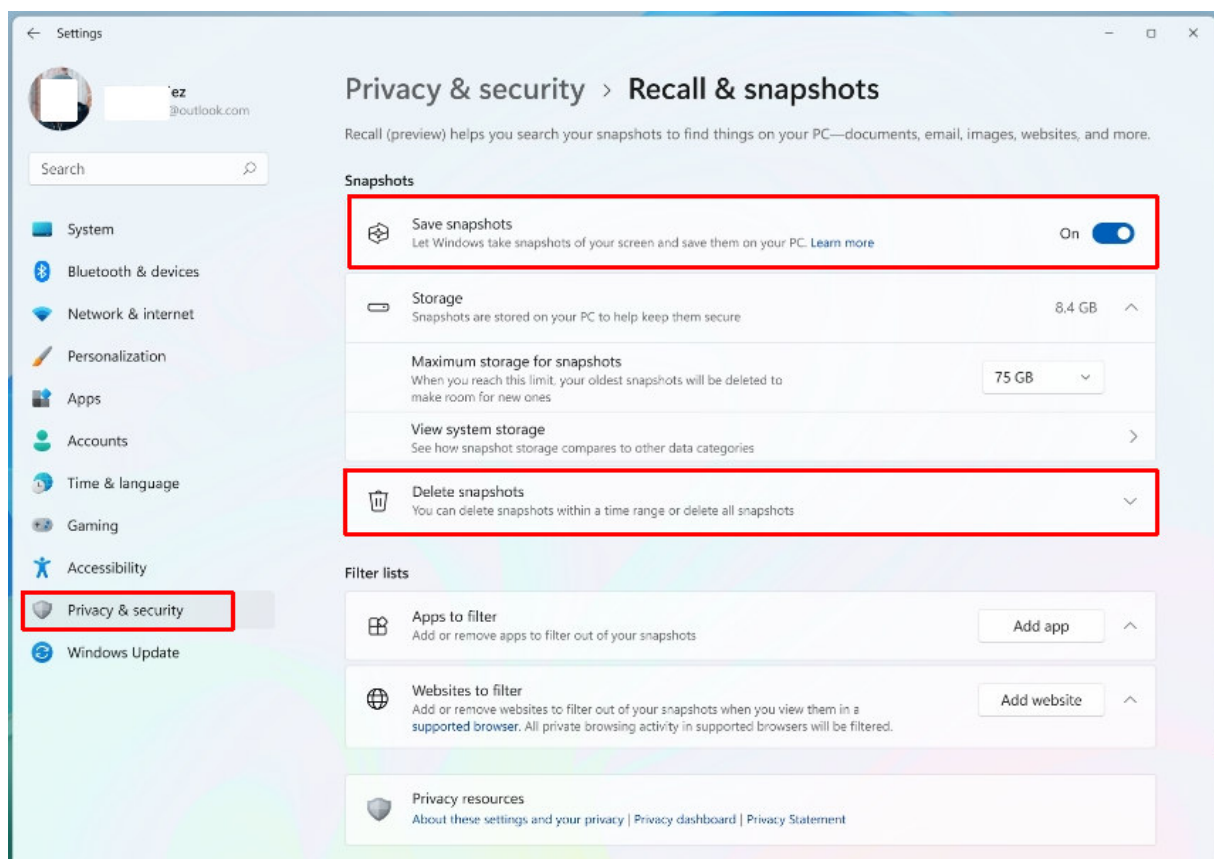 Settings
ez
@outlook.com
Search
System
Bluetooth & devices
Network & internet
Personalization
Apps
Accounts
Time & language
Gaming
Accessibility
Privacy & security
Windows Update
Privacy & security > Recall & snapshots
Recall (preview) helps you search your snapshots to find things on your PC—documents, email, images, websites, and more.
Snapshots
Save snapshots
Let Windows take snapshots of your screen and save them on your PC. Learn more
On
Storage
Snapshots are stored on your PC to help keep them secure
8.4 GB
Maximum storage for snapshots
When you reach this limit, your oldest snapshots will be deleted to
make room for new ones
75 GB
View system storage
See how snapshot storage compares to other data categories
Delete snapshots
You can delete snapshots within a time range or delete all snapshots
Filter lists
Apps to filter
Add or remove apps to filter out of your snapshots
Add app
Websites to filter
Add or remove websites to filter out of your snapshots when you view them in a
supported browser. All private browsing activity in supported browsers will be filtered.
Add website
Privacy resources
About these settings and your privacy | Privacy dashboard | Privacy Statement